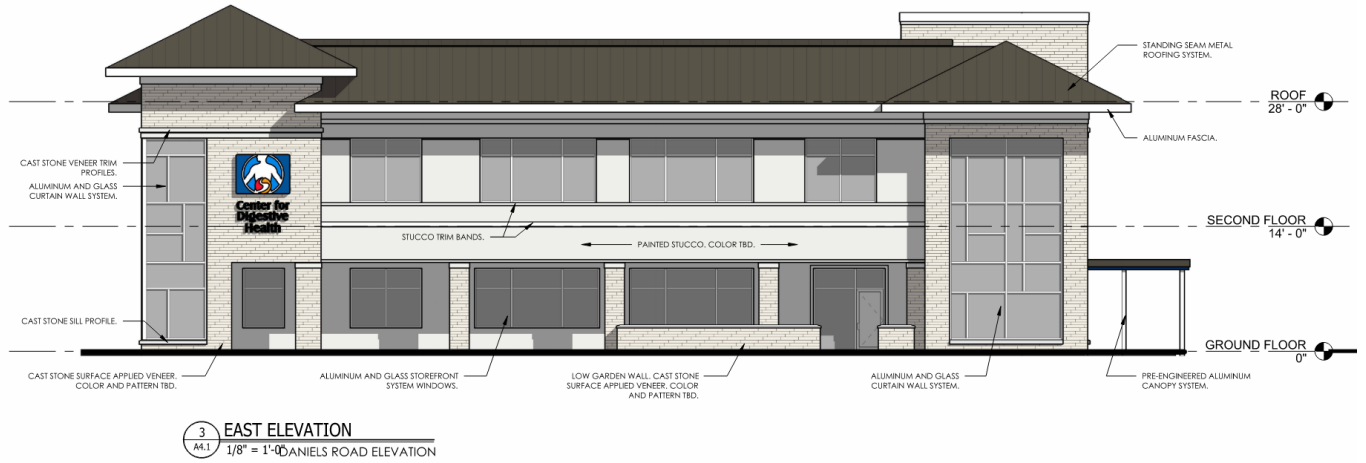 STANDING SEAM METAL
ROOFING SYSTEM.
ROOF
28' - 0"
ALUMINUM FASCIA.
CAST STONE VENEER TRIM
PROFILES.
ALUMINUM AND GLASS
CURTAIN WALL SYSTEM.
Center for
Digestive
Health
STUCCO TRIM BANDS.
PAINTED STUCCO. COLOR TBD.
SECOND FLOOR
14' - 0"
CAST STONE SILL PROFILE.
GROUND FLOOR
0"
CAST STONE SURFACE APPLIED VENEER.
COLOR AND PATTERN TBD.
ALUMINUM AND GLASS STOREFRONT
SYSTEM WINDOWS.
LOW GARDEN WALL. CAST STONE
SURFACE APPLIED VENEER. COLOR
AND PATTERN TBD.
ALUMINUM AND GLASS
CURTAIN WALL SYSTEM.
PRE-ENGINEERED ALUMINUM
CANOPY SYSTEM.
3
A4.1
EAST ELEVATION
1/8" = 1'-0"
DANIELS ROAD ELEVATION